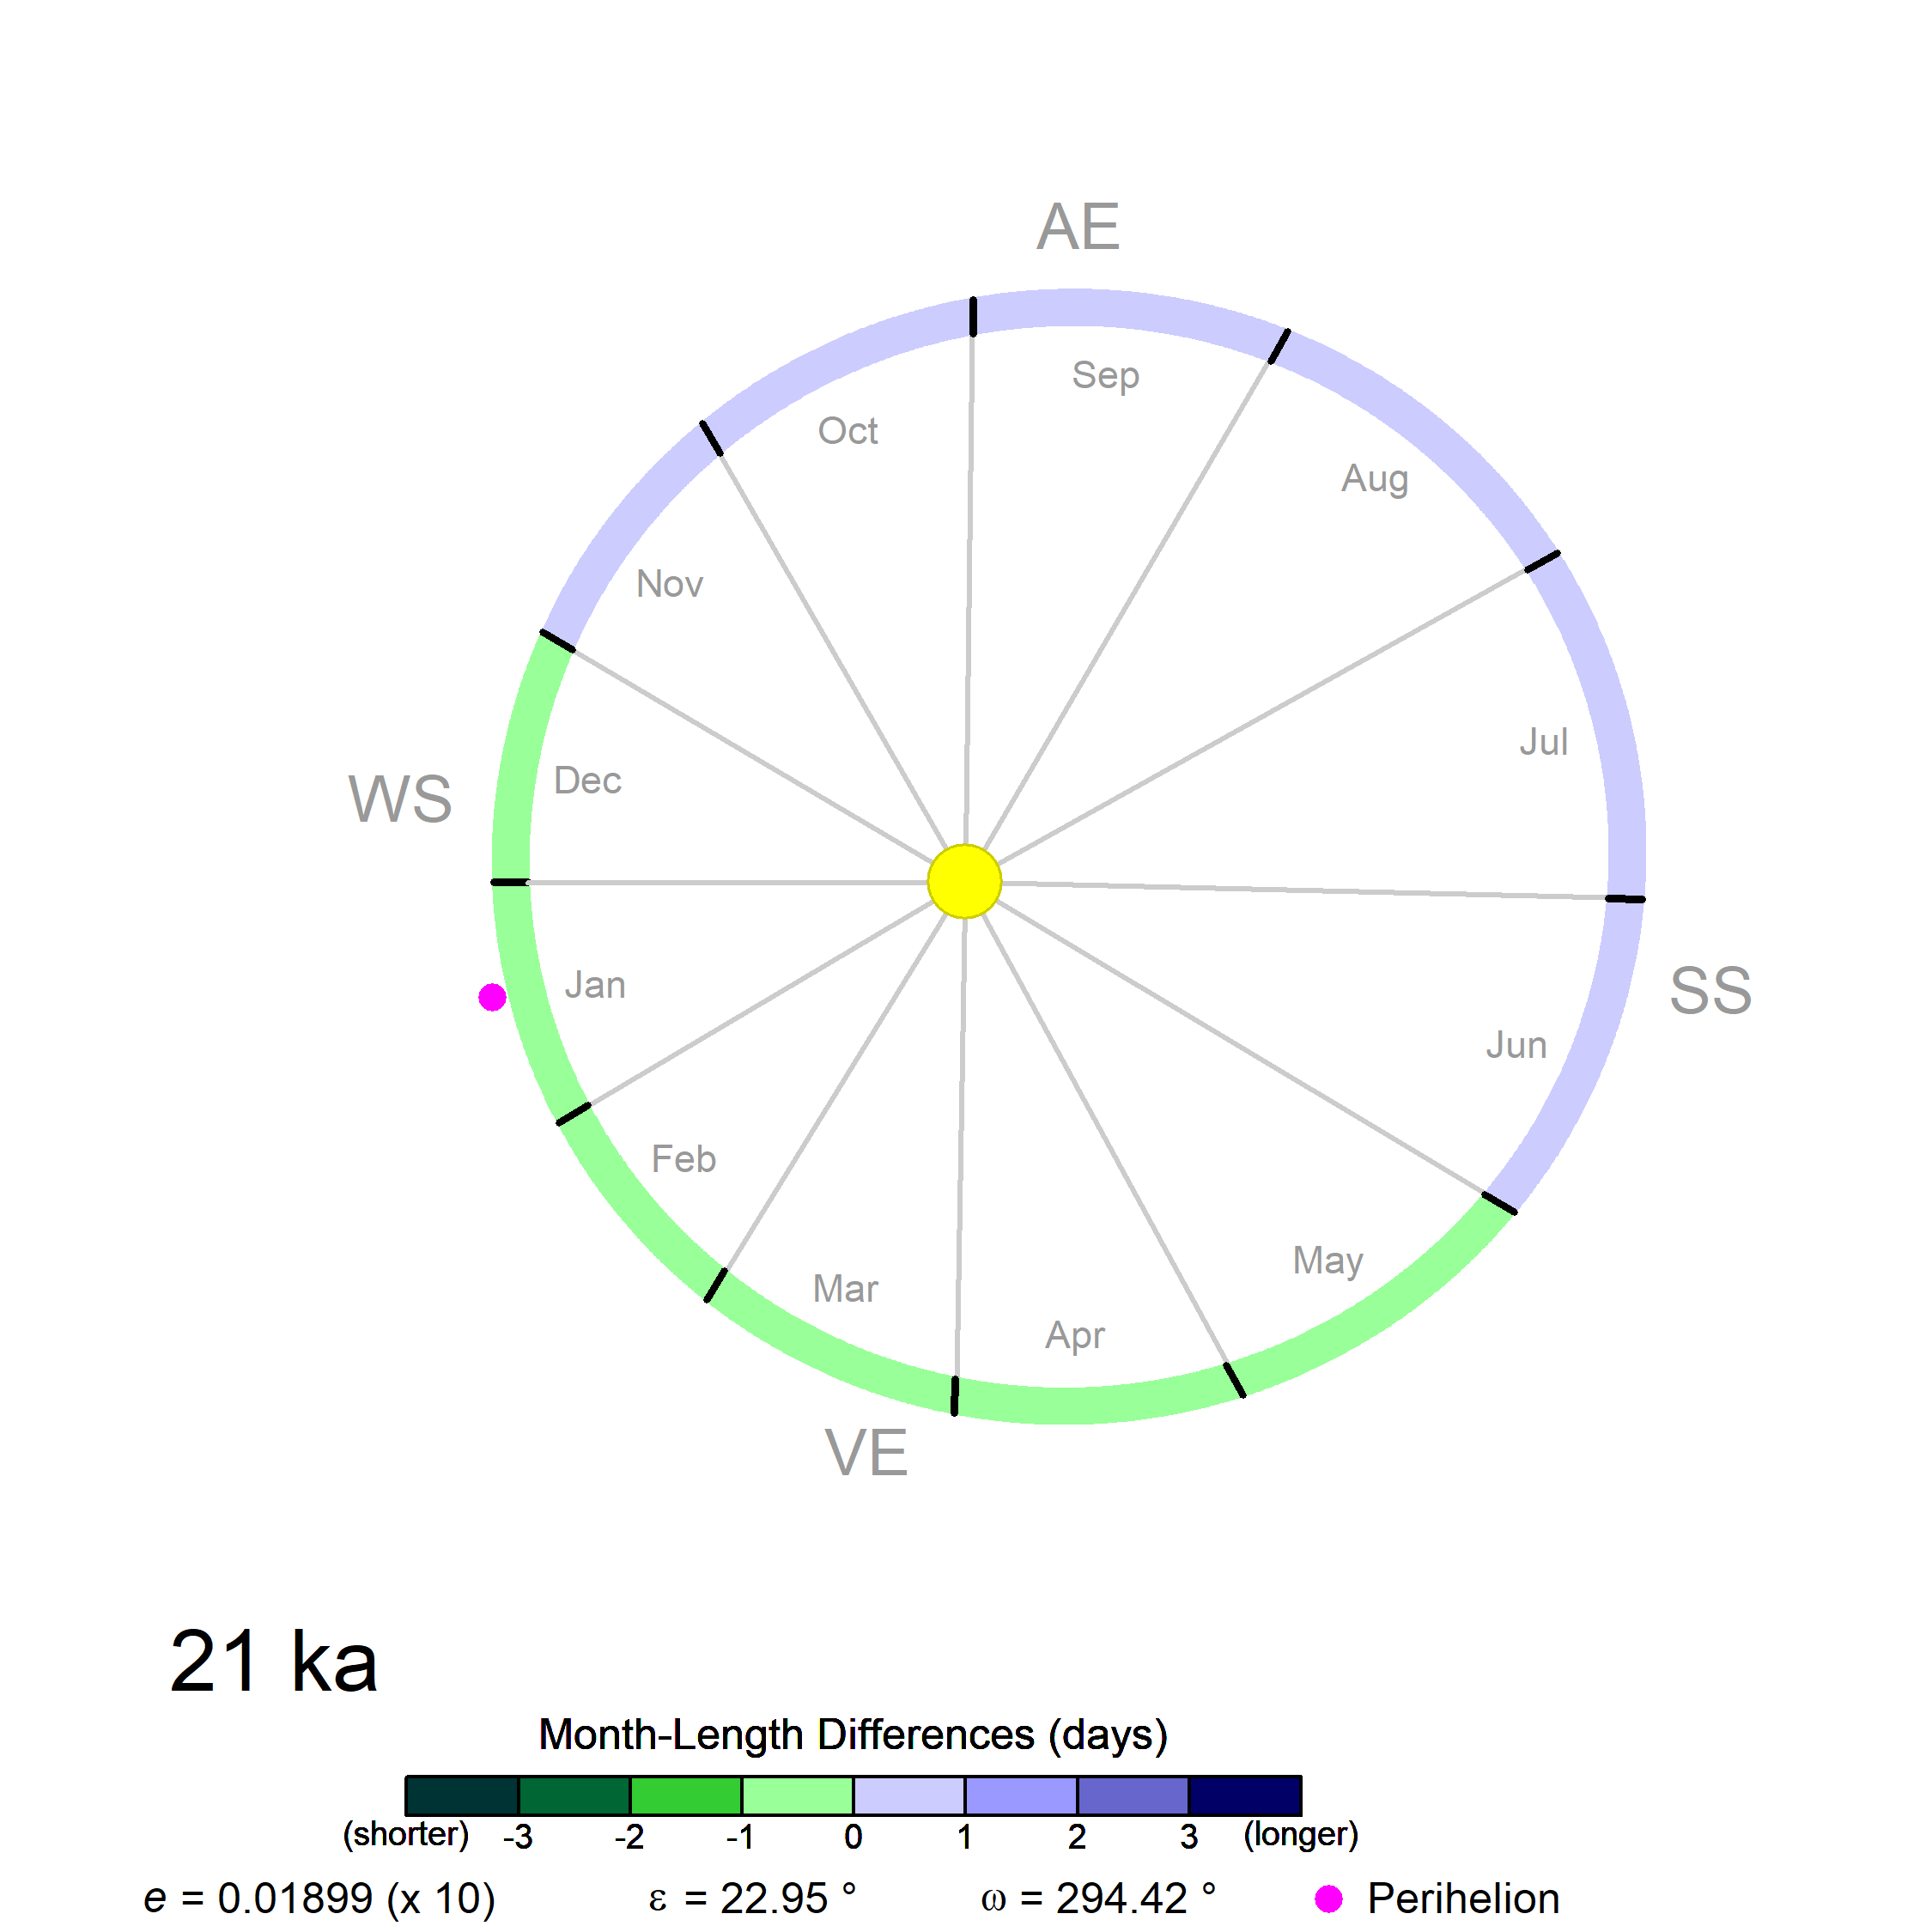 AE
Sep
Oct
Aug
Nov
Jul
WS
Dec
Jan
SS
Jun
Feb
May
Mar
Apr
VE
21 ka
Month-Length Differences (days)
(shorter) -3 -2 -1 0 1 2 3 (longer)
e = 0.01899 (x 10) ε = 22.95 ° ω = 294.42 ° Perihelion